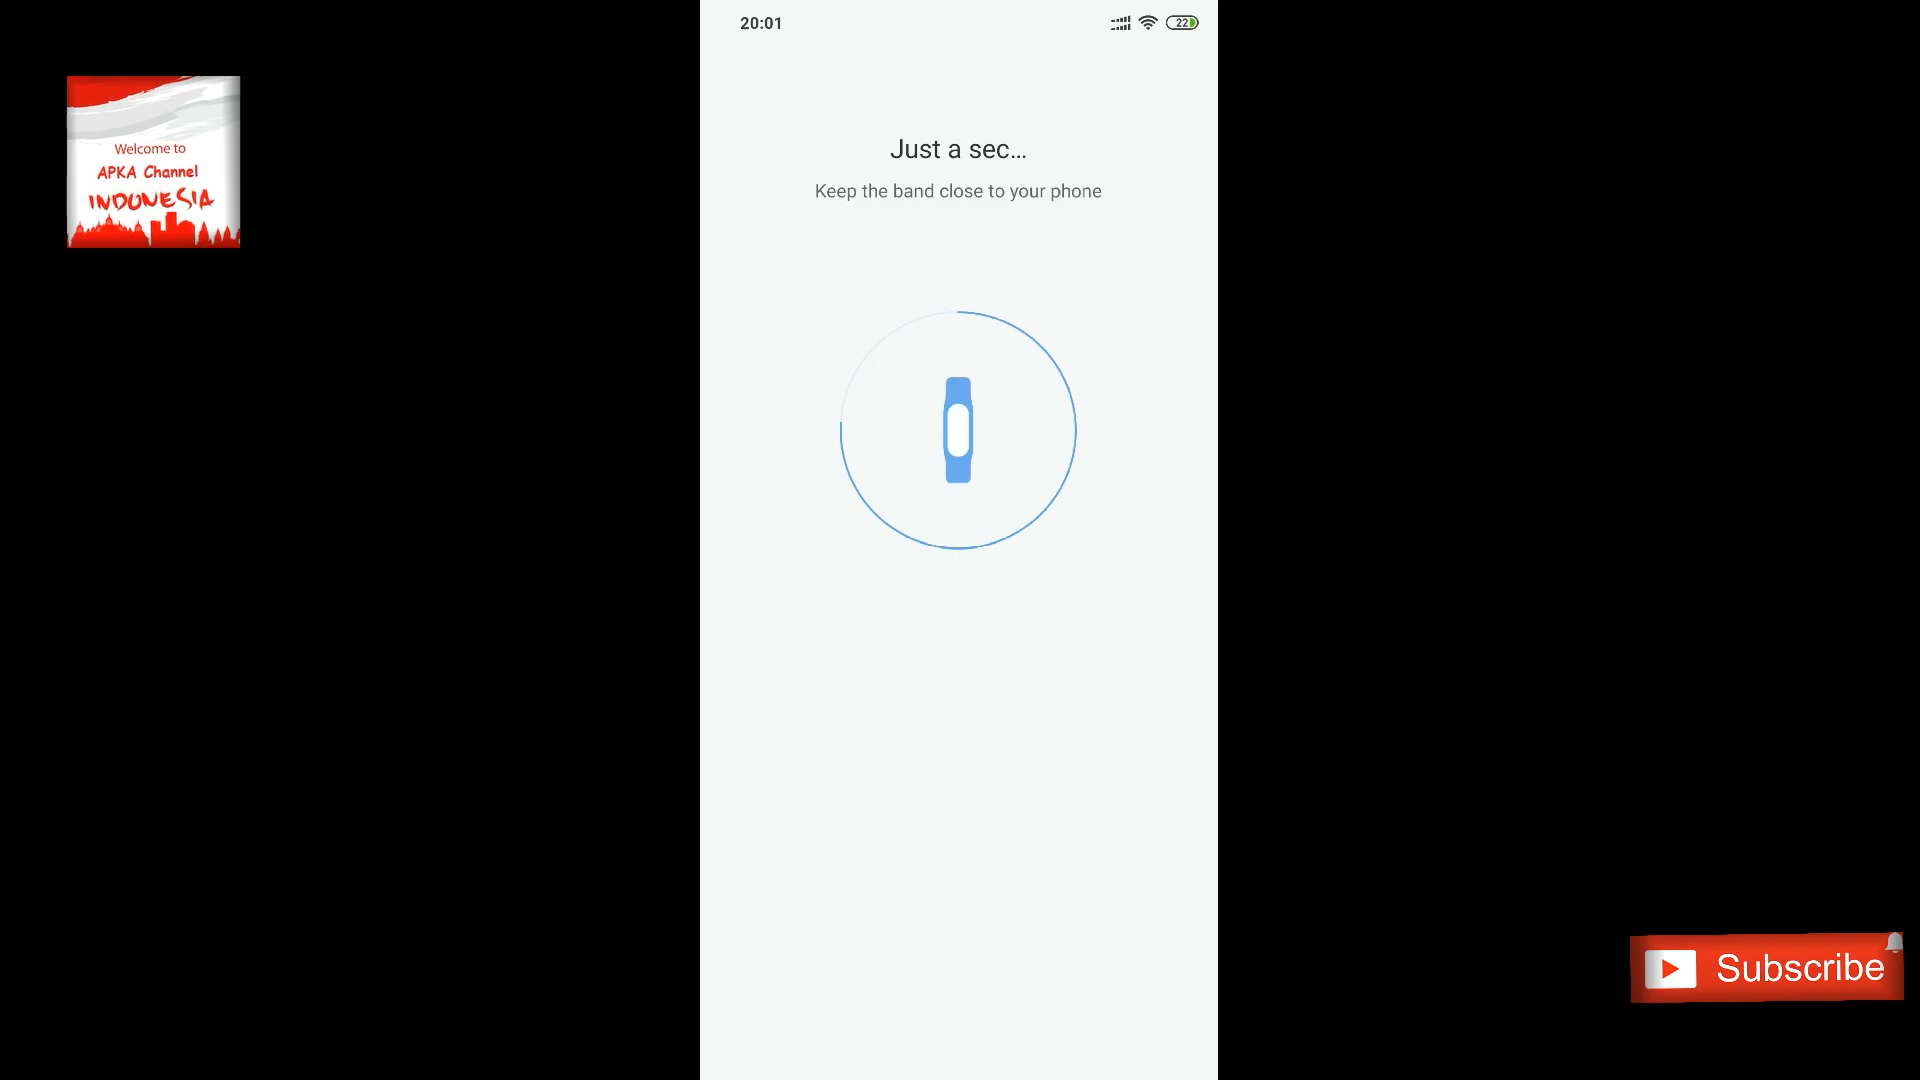 20:01
22
Welcome to
APKA Channel
INDONESIA
Just a sec...
Keep the band close to your phone
Subscribe